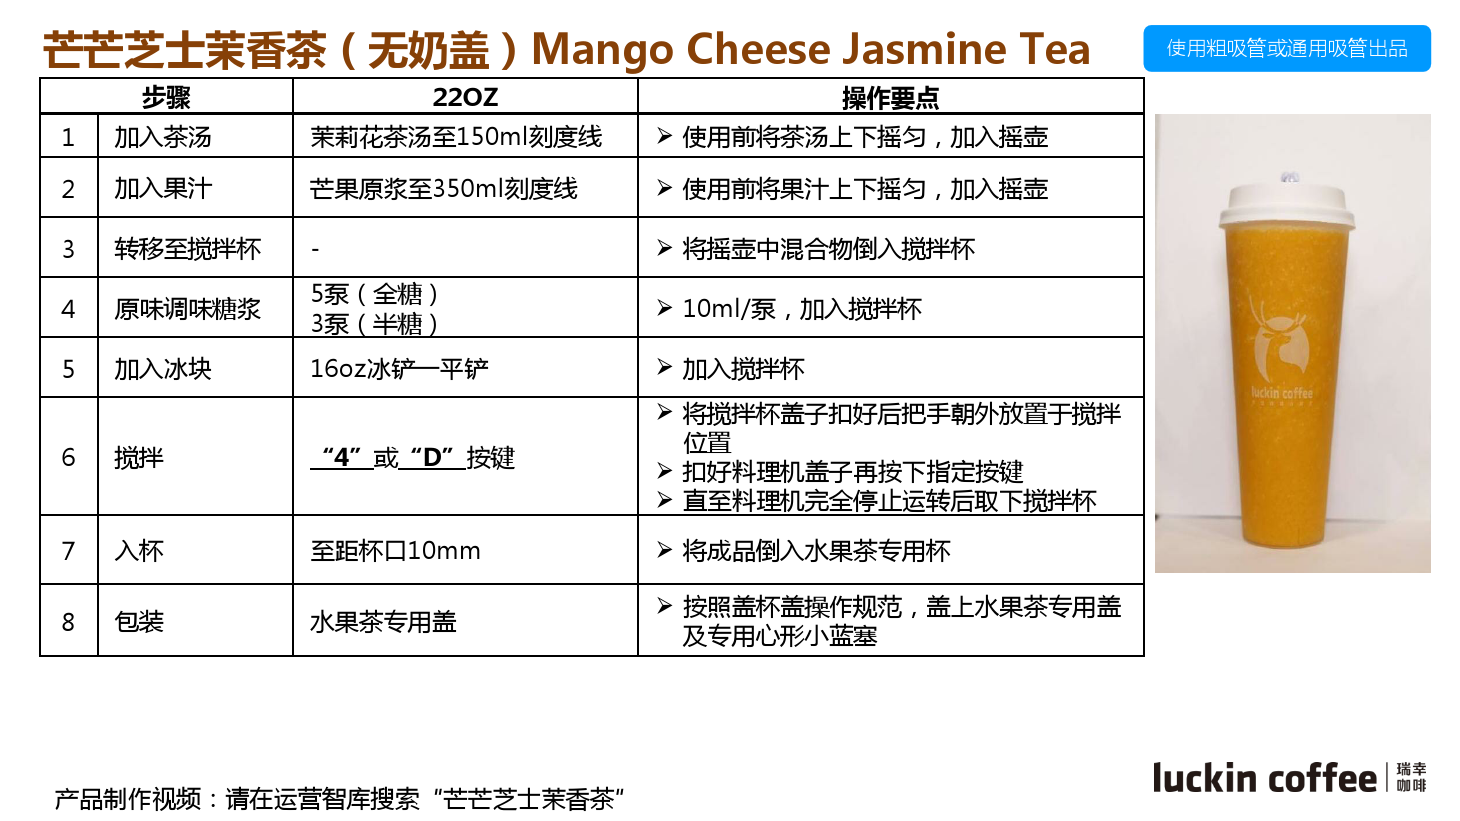 芒芒芝士茉香茶（无奶盖）Mango Cheese Jasmine Tea
使用粗吸管或通用吸管出品
步骤 22OZ 操作要点
1 加入茶汤 茉莉花茶汤至150ml刻度线 ➢ 使用前将茶汤上下摇匀，加入摇壶
2 加入果汁 芒果原浆至350ml刻度线 ➢ 使用前将果汁上下摇匀，加入摇壶
3 转移至搅拌杯 - ➢ 将摇壶中混合物倒入搅拌杯
4 原味调味糖浆 5泵（全糖） ➢ 10ml/泵，加入搅拌杯
3泵（半糖）
5 加入冰块 16oz冰铲一平铲 ➢ 加入搅拌杯
6 搅拌 “4”或“D”按键 ➢ 将搅拌杯盖子扣好后把手朝外放置于搅拌
位置
➢ 扣好料理机盖子再按下指定按键
➢ 直至料理机完全停止运转后取下搅拌杯
7 入杯 至距杯口10mm ➢ 将成品倒入水果茶专用杯
8 包装 水果茶专用盖 ➢ 按照盖杯盖操作规范，盖上水果茶专用盖
及专用心形小蓝塞
luckin coffee
产品制作视频：请在运营智库搜索“芒芒芝士茉香茶”
luckin coffee 瑞幸
咖啡